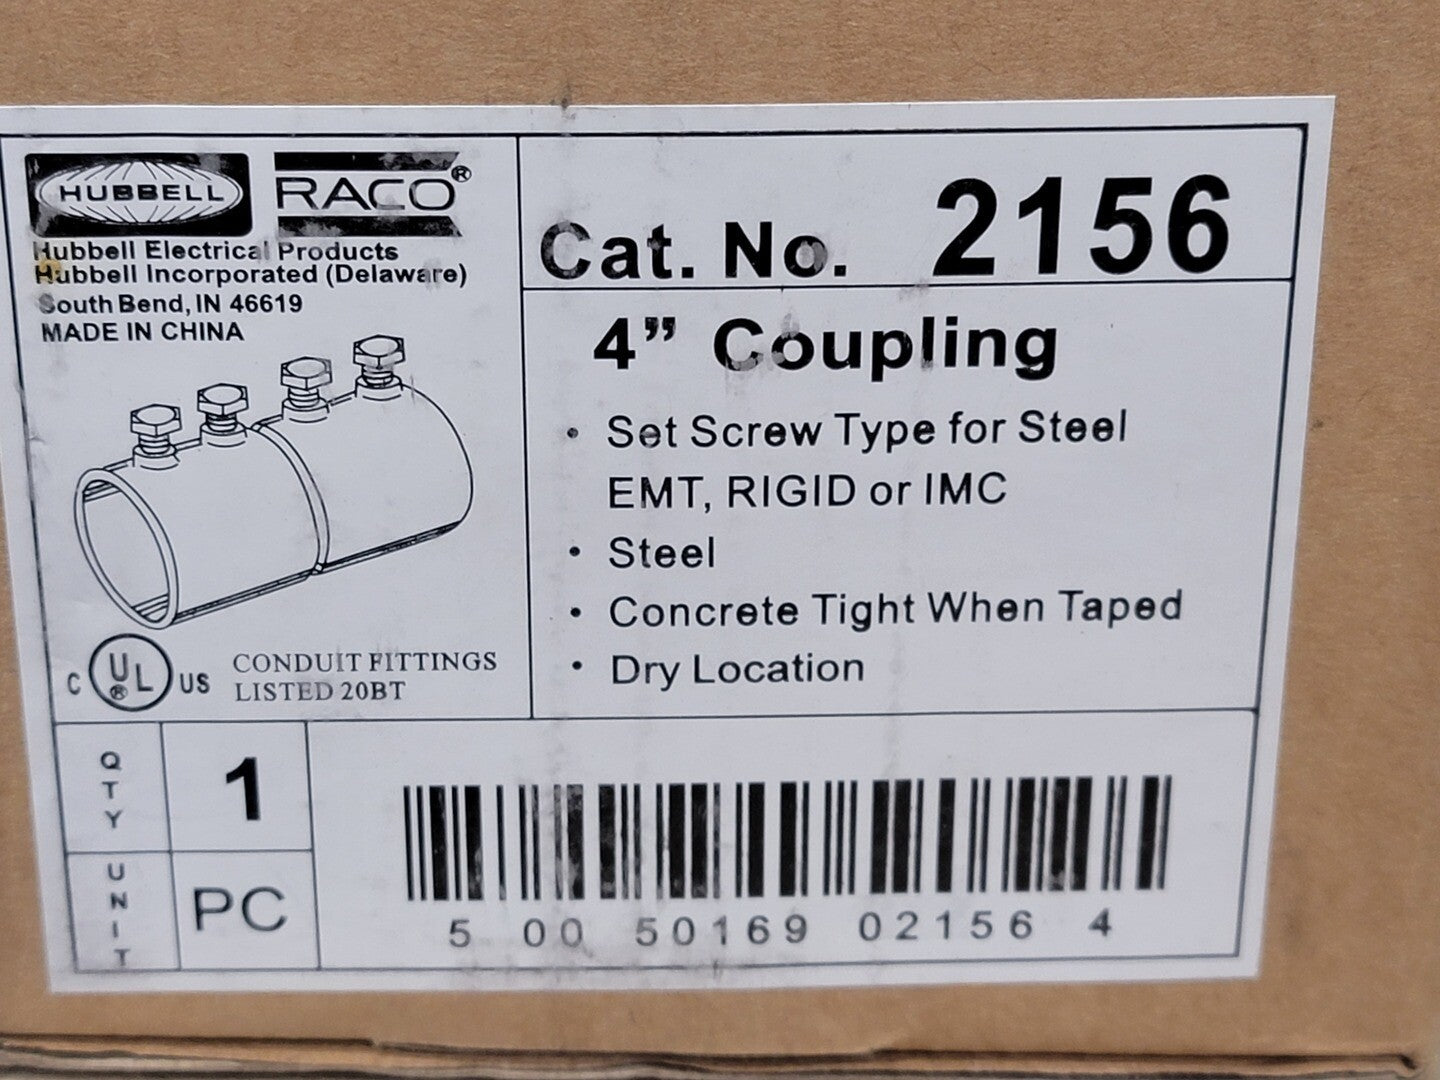 HUBBELL
RACO®
Hubbell Electrical Products
Hubbell Incorporated (Delaware)
South Bend, IN 46619
MADE IN CHINA
C UL® US
CONDUIT FITTINGS
LISTED 20BT
Cat. No. 2156
4” Coupling
• Set Screw Type for Steel
EMT, RIGID or IMC
• Steel
• Concrete Tight When Taped
• Dry Location
QTY 1
UNIT PC
5 00 50169 02156 4